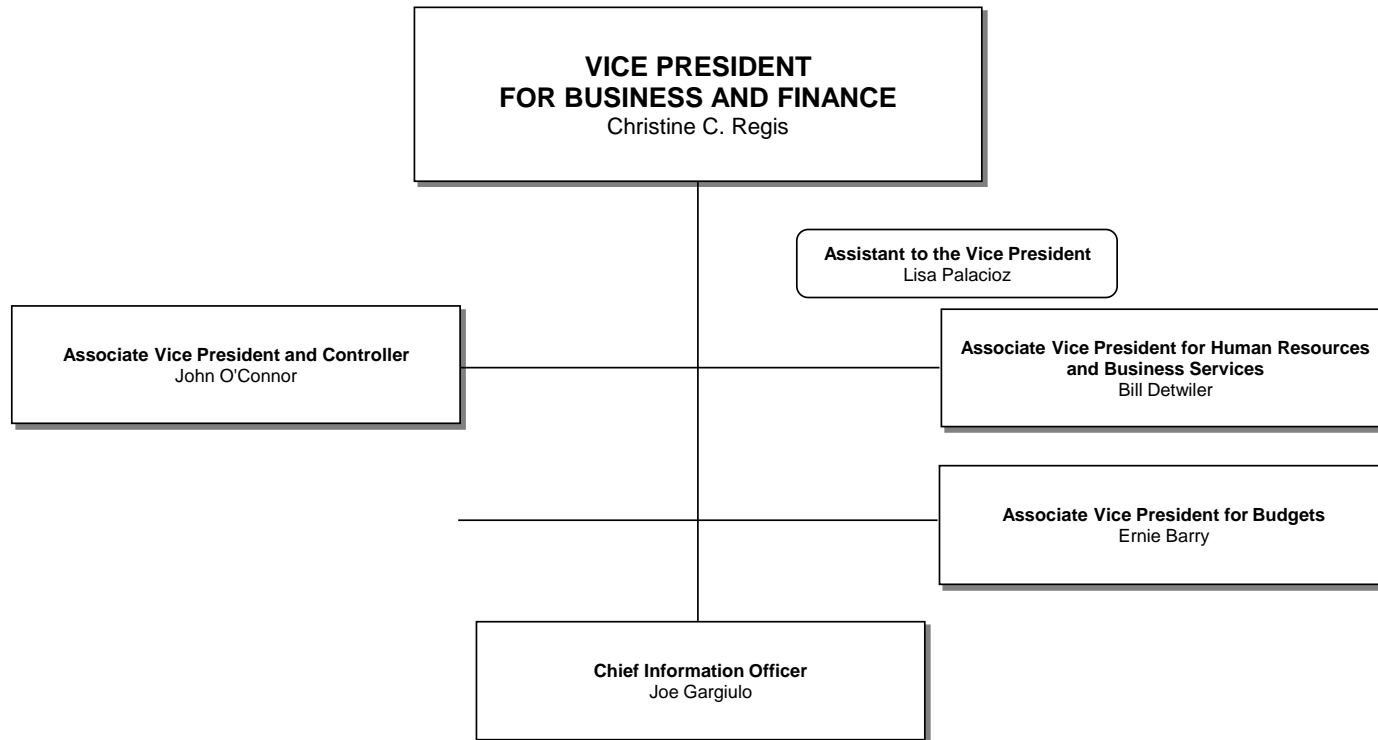 VICE PRESIDENT
FOR BUSINESS AND FINANCE
Christine C. Regis
Assistant to the Vice President
Lisa Palacioz
Associate Vice President and Controller
John O'Connor
Associate Vice President for Human Resources
and Business Services
Bill Detwiler
Associate Vice President for Budgets
Ernie Barry
Chief Information Officer
Joe Gargiulo